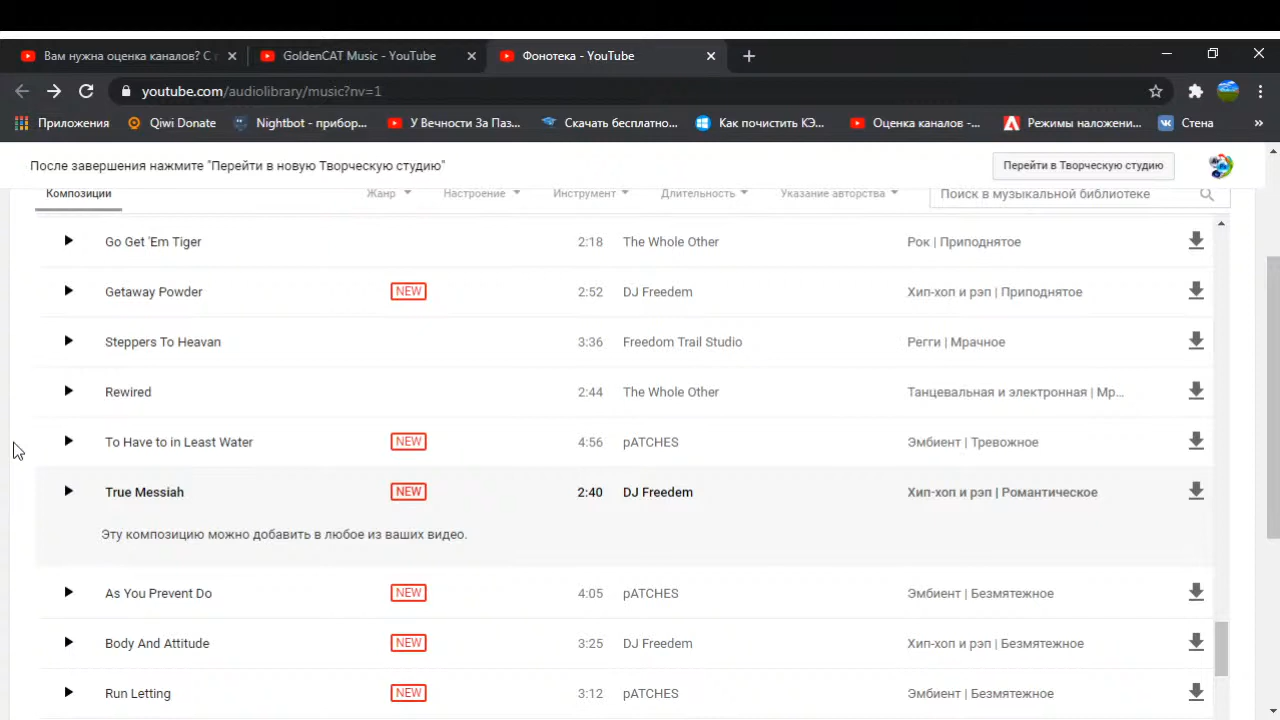 Вам нужна оценка каналов? С г
GoldenCAT Music - YouTube
Фонотека - YouTube
youtube.com/audiolibrary/music?nv=1
Приложения
Qiwi Donate
Nightbot - прибор...
У Вечности За Паз...
Скачать бесплатно...
Как почистить КЭ...
Оценка каналов -...
Режимы наложени...
Стена
»
После завершения нажмите "Перейти в новую Творческую студию"
Перейти в Творческую студию
Композиции
Жанр
Настроение
Инструмент
Длительность
Указание авторства
Поиск в музыкальной библиотеке
Go Get 'Em Tiger 2:18 The Whole Other Рок | Приподнятое
Getaway Powder NEW 2:52 DJ Freedem Хип-хоп и рэп | Приподнятое
Steppers To Heavan 3:36 Freedom Trail Studio Регги | Мрачное
Rewired 2:44 The Whole Other Танцевальная и электронная | Мр...
To Have to in Least Water NEW 4:56 pATCHES Эмбиент | Тревожное
True Messiah NEW 2:40 DJ Freedem Хип-хоп и рэп | Романтическое
Эту композицию можно добавить в любое из ваших видео.
As You Prevent Do NEW 4:05 pATCHES Эмбиент | Безмятежное
Body And Attitude NEW 3:25 DJ Freedem Хип-хоп и рэп | Безмятежное
Run Letting NEW 3:12 pATCHES Эмбиент | Безмятежное